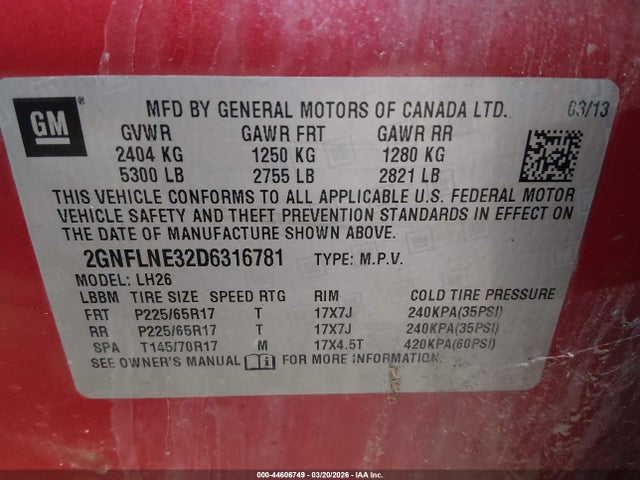 GM
MFD BY GENERAL MOTORS OF CANADA LTD. 03/13
GVWR GAWR FRT GAWR RR
2404 KG 1250 KG 1280 KG
5300 LB 2755 LB 2821 LB
THIS VEHICLE CONFORMS TO ALL APPLICABLE U.S. FEDERAL MOTOR
VEHICLE SAFETY AND THEFT PREVENTION STANDARDS IN EFFECT ON
THE DATE OF MANUFACTURE SHOWN ABOVE.
2GNFLNE32D6316781 TYPE: M.P.V.
MODEL: LH26
LBBM TIRE SIZE SPEED RTG RIM COLD TIRE PRESSURE
FRT P225/65R17 T 17X7J 240KPA(35PSI)
RR P225/65R17 T 17X7J 240KPA(35PSI)
SPA T145/70R17 M 17X4.5T 420KPA(60PSI)
SEE OWNER'S MANUAL FOR MORE INFORMATION.
000-44606749 - 03/20/2026 - IAA Inc.